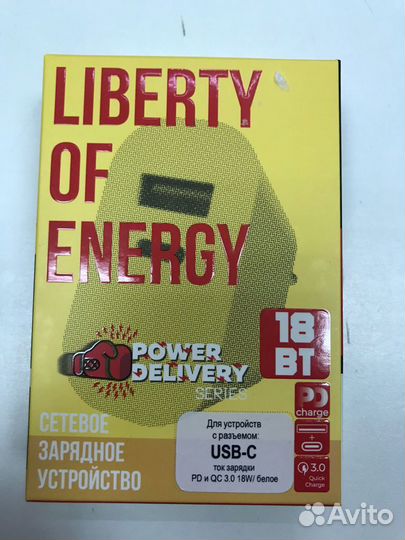 LIBERTY
OF
ENERGY
POWER
DELIVERY
SERIES
18
ВТ
PD
charge
3.0
Quick
Charge
СЕТЕВОЕ
ЗАРЯДНОЕ
УСТРОЙСТВО
Для устройств
с разъемом:
USB-C
ток зарядки
PD и QC 3.0 18W/ белое
Avito